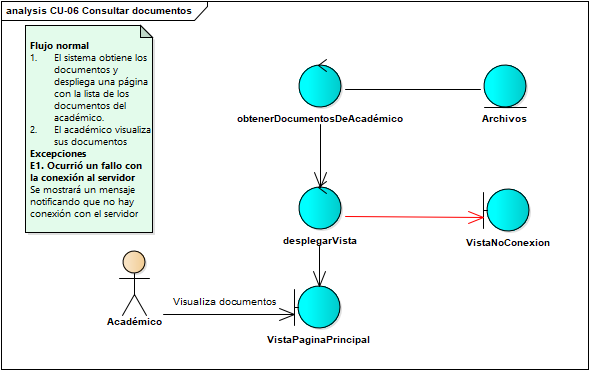 analysis CU-06 Consultar documentos
Flujo normal
1. El sistema obtiene los
documentos y
despliega una página
con la lista de los
documentos del
académico.
2. El académico visualiza
sus documentos
Excepciones
E1. Ocurrió un fallo con
la conexión al servidor
Se mostrará un mensaje
notificando que no hay
conexión con el servidor
obtenerDocumentosDeAcadémico
Archivos
desplegarVista
VistaNoConexion
Visualiza documentos
Académico
VistaPaginaPrincipal